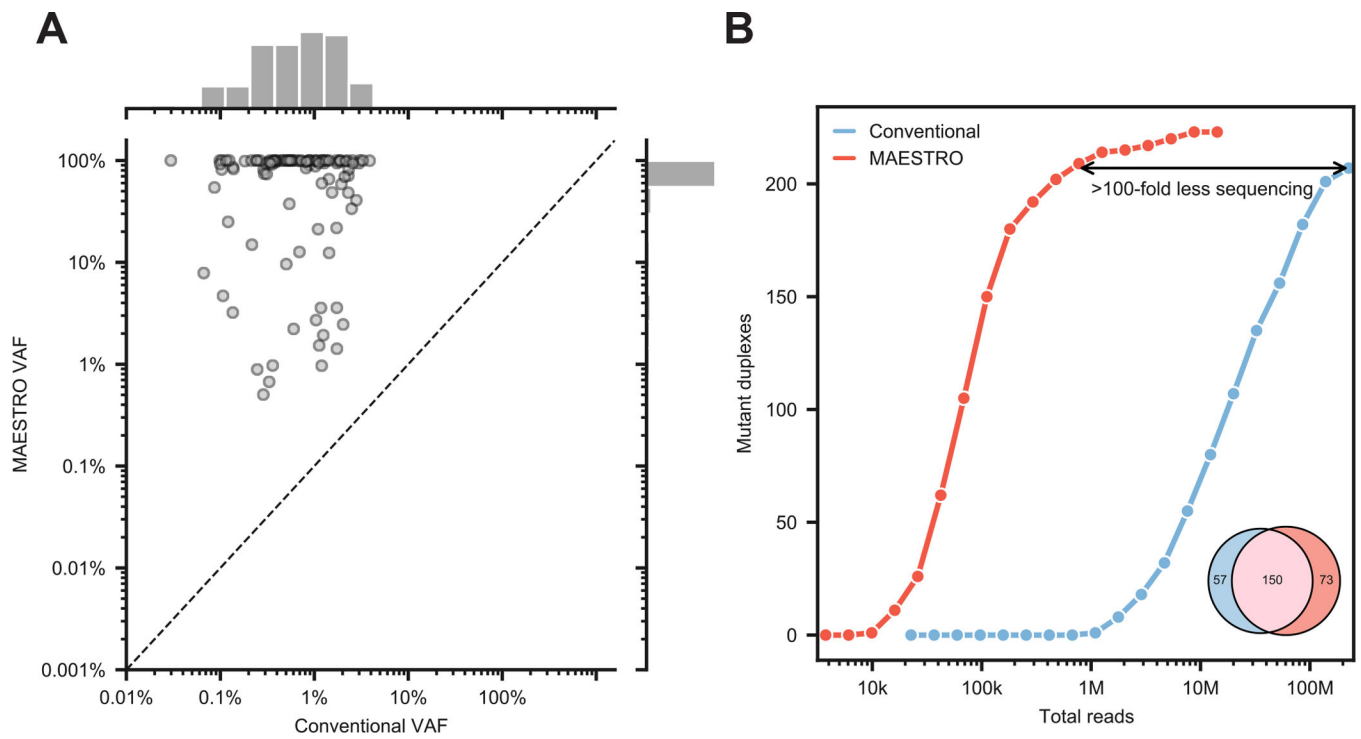 A
MAESTRO VAF
100%
10%
1%
0.1%
0.01%
0.001%
0.01%
0.1%
1%
10%
100%
Conventional VAF
B
Conventional
MAESTRO
>100-fold less sequencing
Mutant duplexes
200
150
100
50
0
57
150
73
10k
100k
1M
10M
100M
Total reads